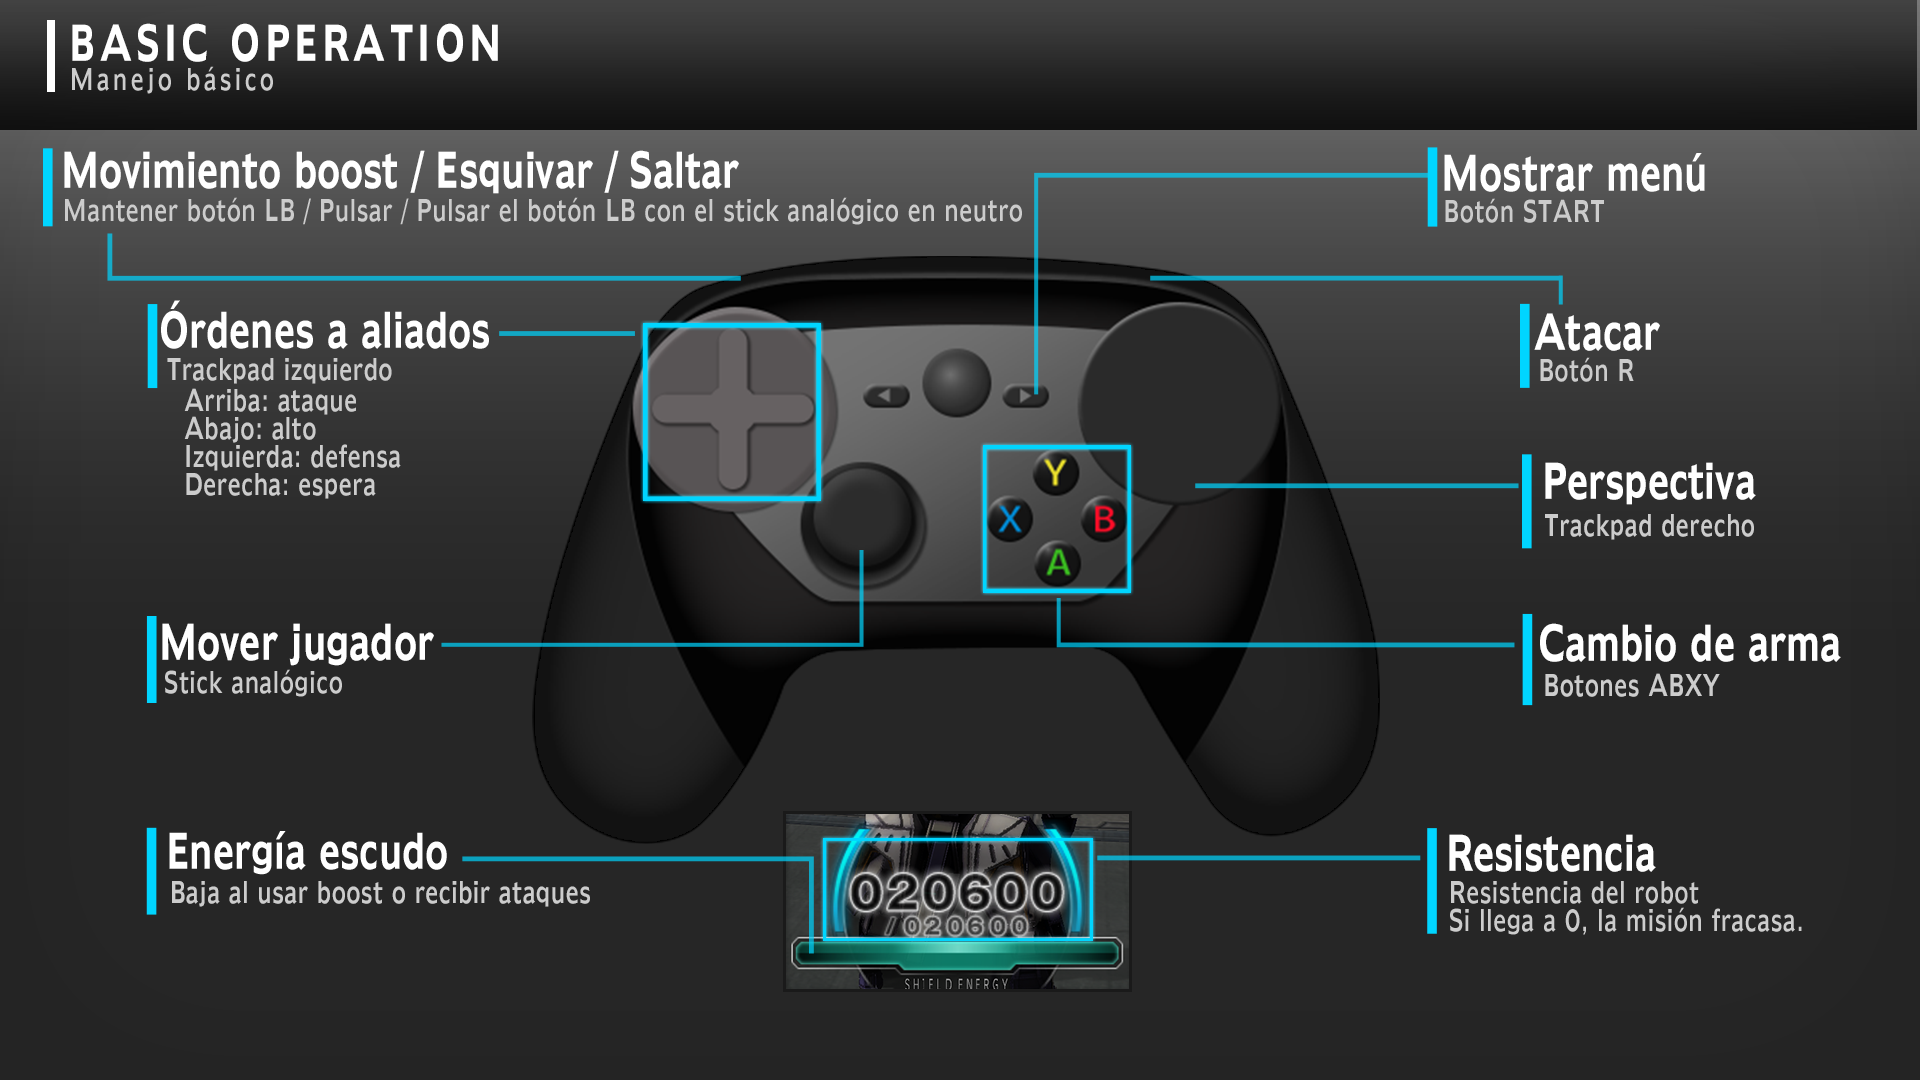 BASIC OPERATION
Manejo básico
Movimiento boost / Esquivar / Saltar
Mantener botón LB / Pulsar / Pulsar el botón LB con el stick analógico en neutro
Mostrar menú
Botón START
Órdenes a aliados
Trackpad izquierdo
Arriba: ataque
Abajo: alto
Izquierda: defensa
Derecha: espera
Atacar
Botón R
Perspectiva
Trackpad derecho
Y
X
B
A
Mover jugador
Stick analógico
Cambio de arma
Botones ABXY
Energía escudo
Baja al usar boost o recibir ataques
020600
/020600
SHIELD ENERGY
Resistencia
Resistencia del robot
Si llega a 0, la misión fracasa.